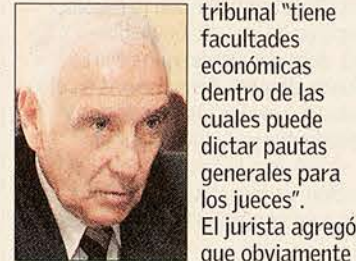 tribunal “tiene
facultades
económicas
dentro de las
cuales puede
dictar pautas
generales para
los jueces”.
El jurista agregó
que obviamente